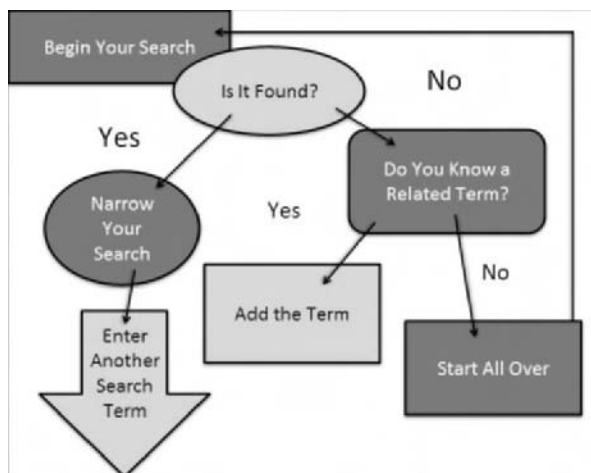 Begin Your Search
Is It Found?
No
Yes
Do You Know a
Related Term?
Narrow
Your
Search
Yes
No
Add the Term
Enter
Another
Search
Term
Start All Over